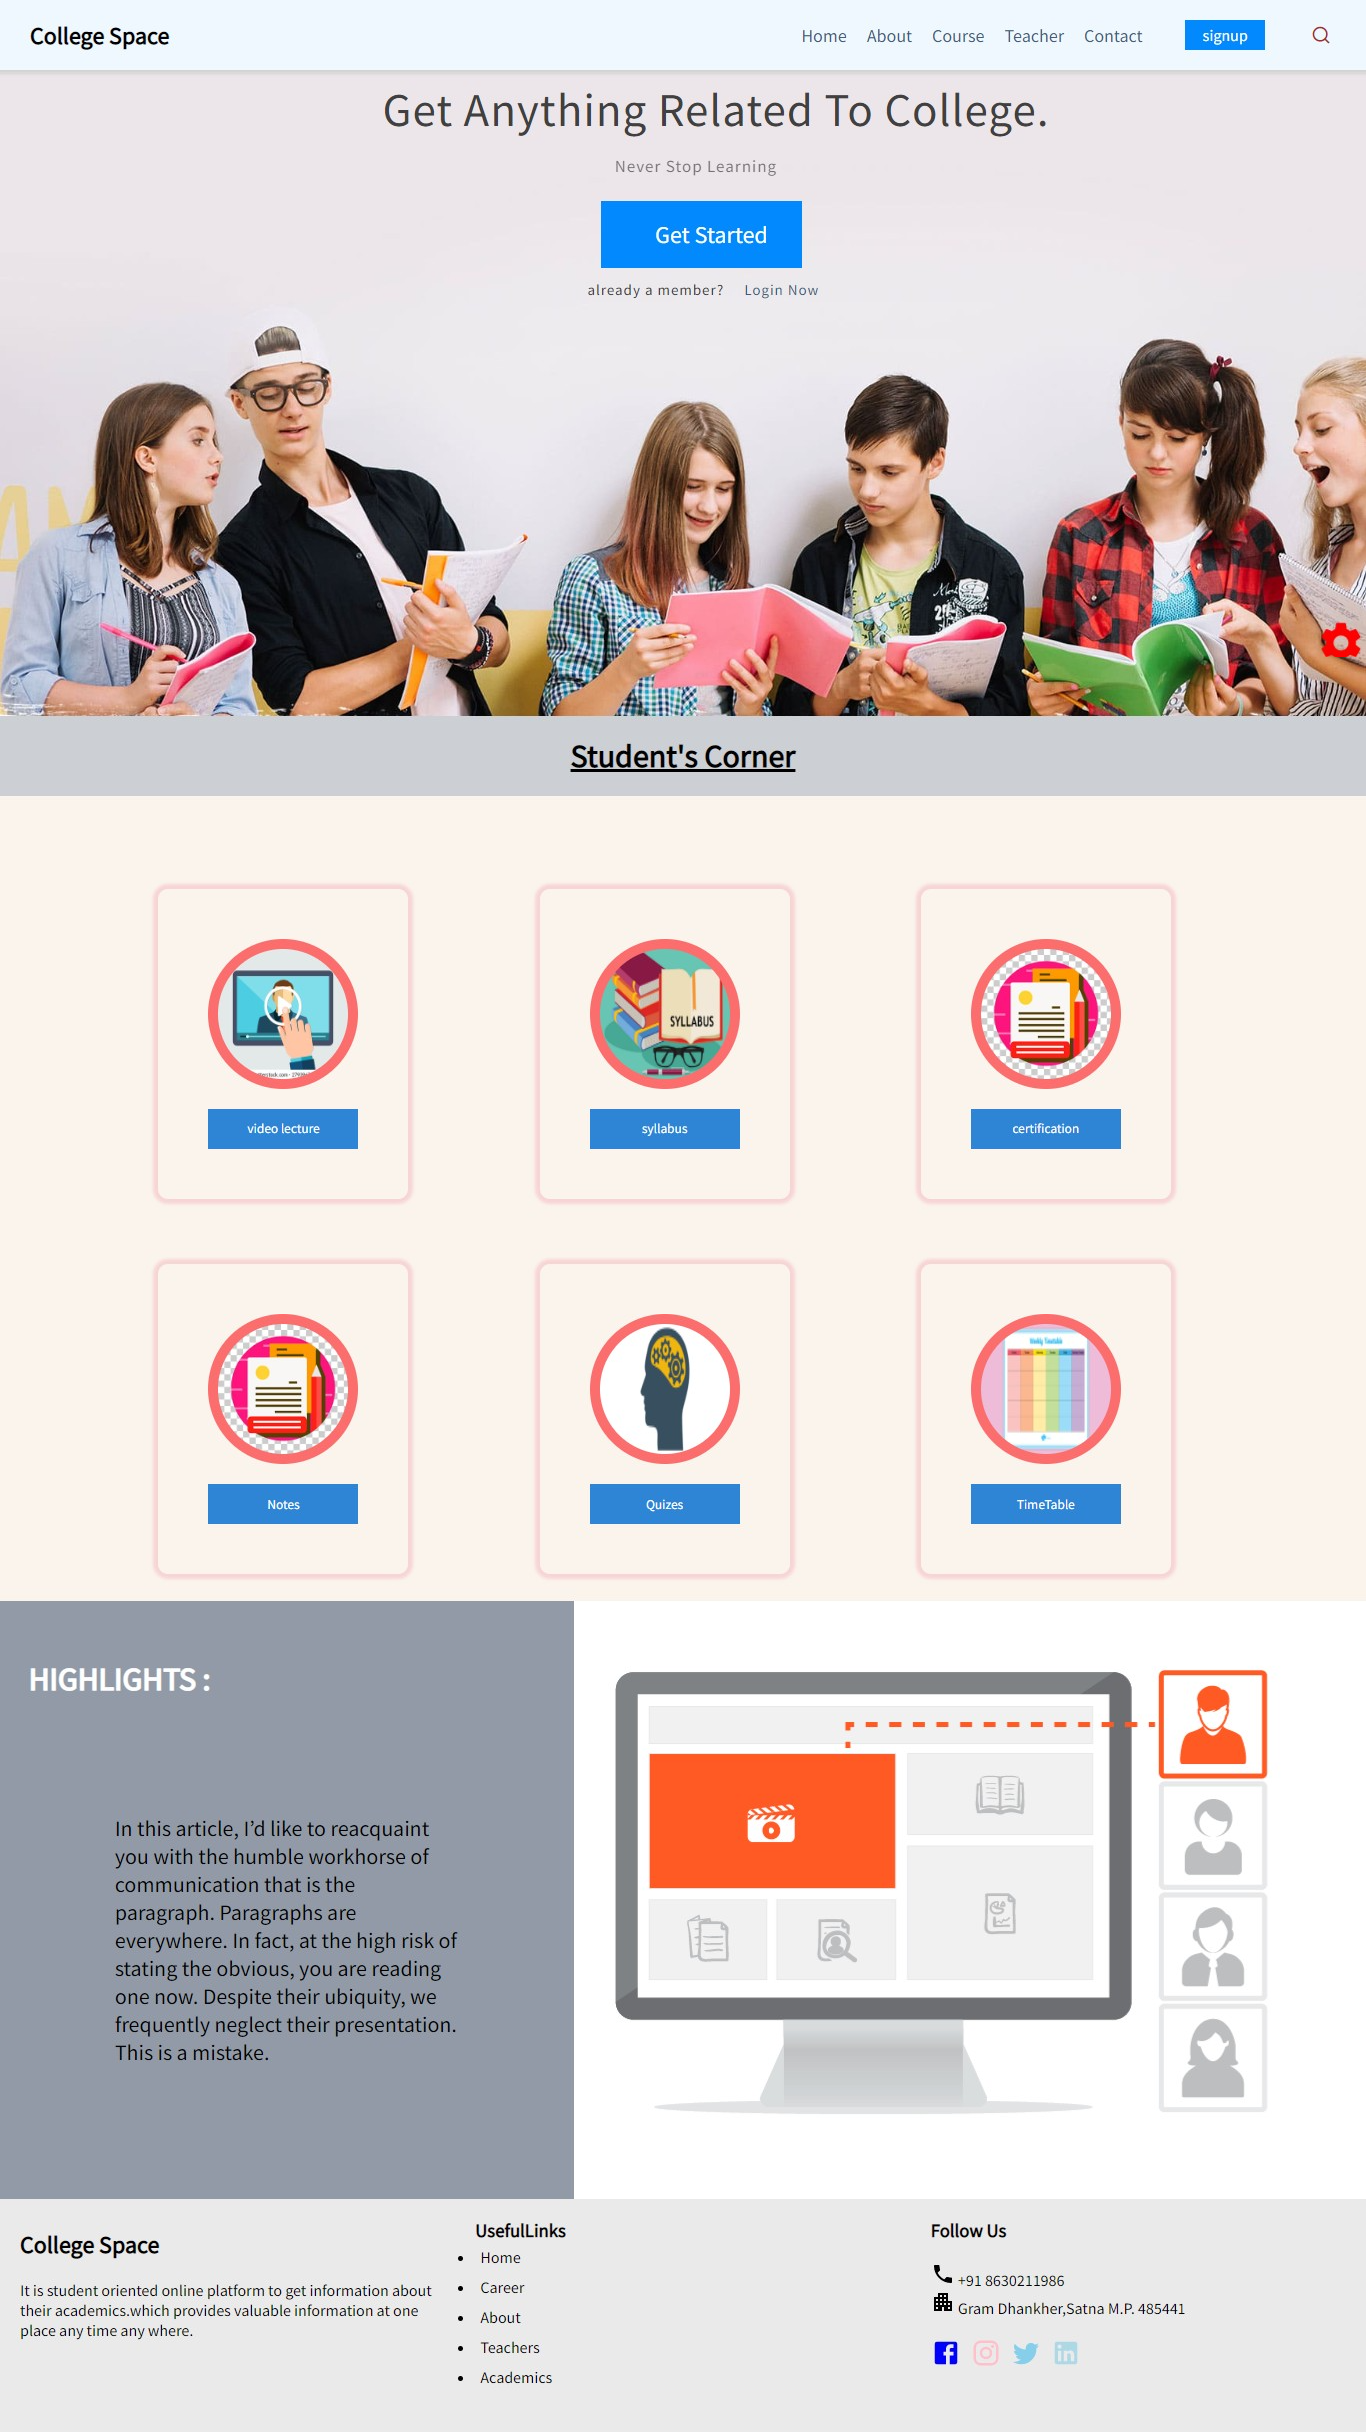 College Space
Home About Course Teacher Contact signup
Get Anything Related To College.
Never Stop Learning
Get Started
already a member? Login Now
Student's Corner
SYLLABUS
video lecture
syllabus
certification
Notes
Quizes
TimeTable
HIGHLIGHTS :
In this article, I’d like to reacquaint
you with the humble workhorse of
communication that is the
paragraph. Paragraphs are
everywhere. In fact, at the high risk of
stating the obvious, you are reading
one now. Despite their ubiquity, we
frequently neglect their presentation.
This is a mistake.
College Space
It is student oriented online platform to get information about
their academics.which provides valuable information at one
place any time any where.
UsefulLinks
Home
Career
About
Teachers
Academics
Follow Us
+91 8630211986
Gram Dhankher,Satna M.P. 485441